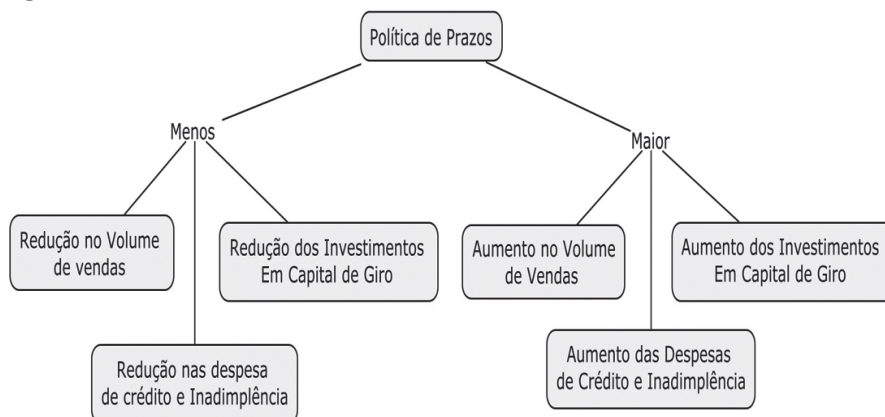 Política de Prazos
Menos
Maior
Redução no Volume
de vendas
Redução dos Investimentos
Em Capital de Giro
Aumento no Volume
de Vendas
Aumento dos Investimentos
Em Capital de Giro
Redução nas despesa
de crédito e Inadimplência
Aumento das Despesas
de Crédito e Inadimplência